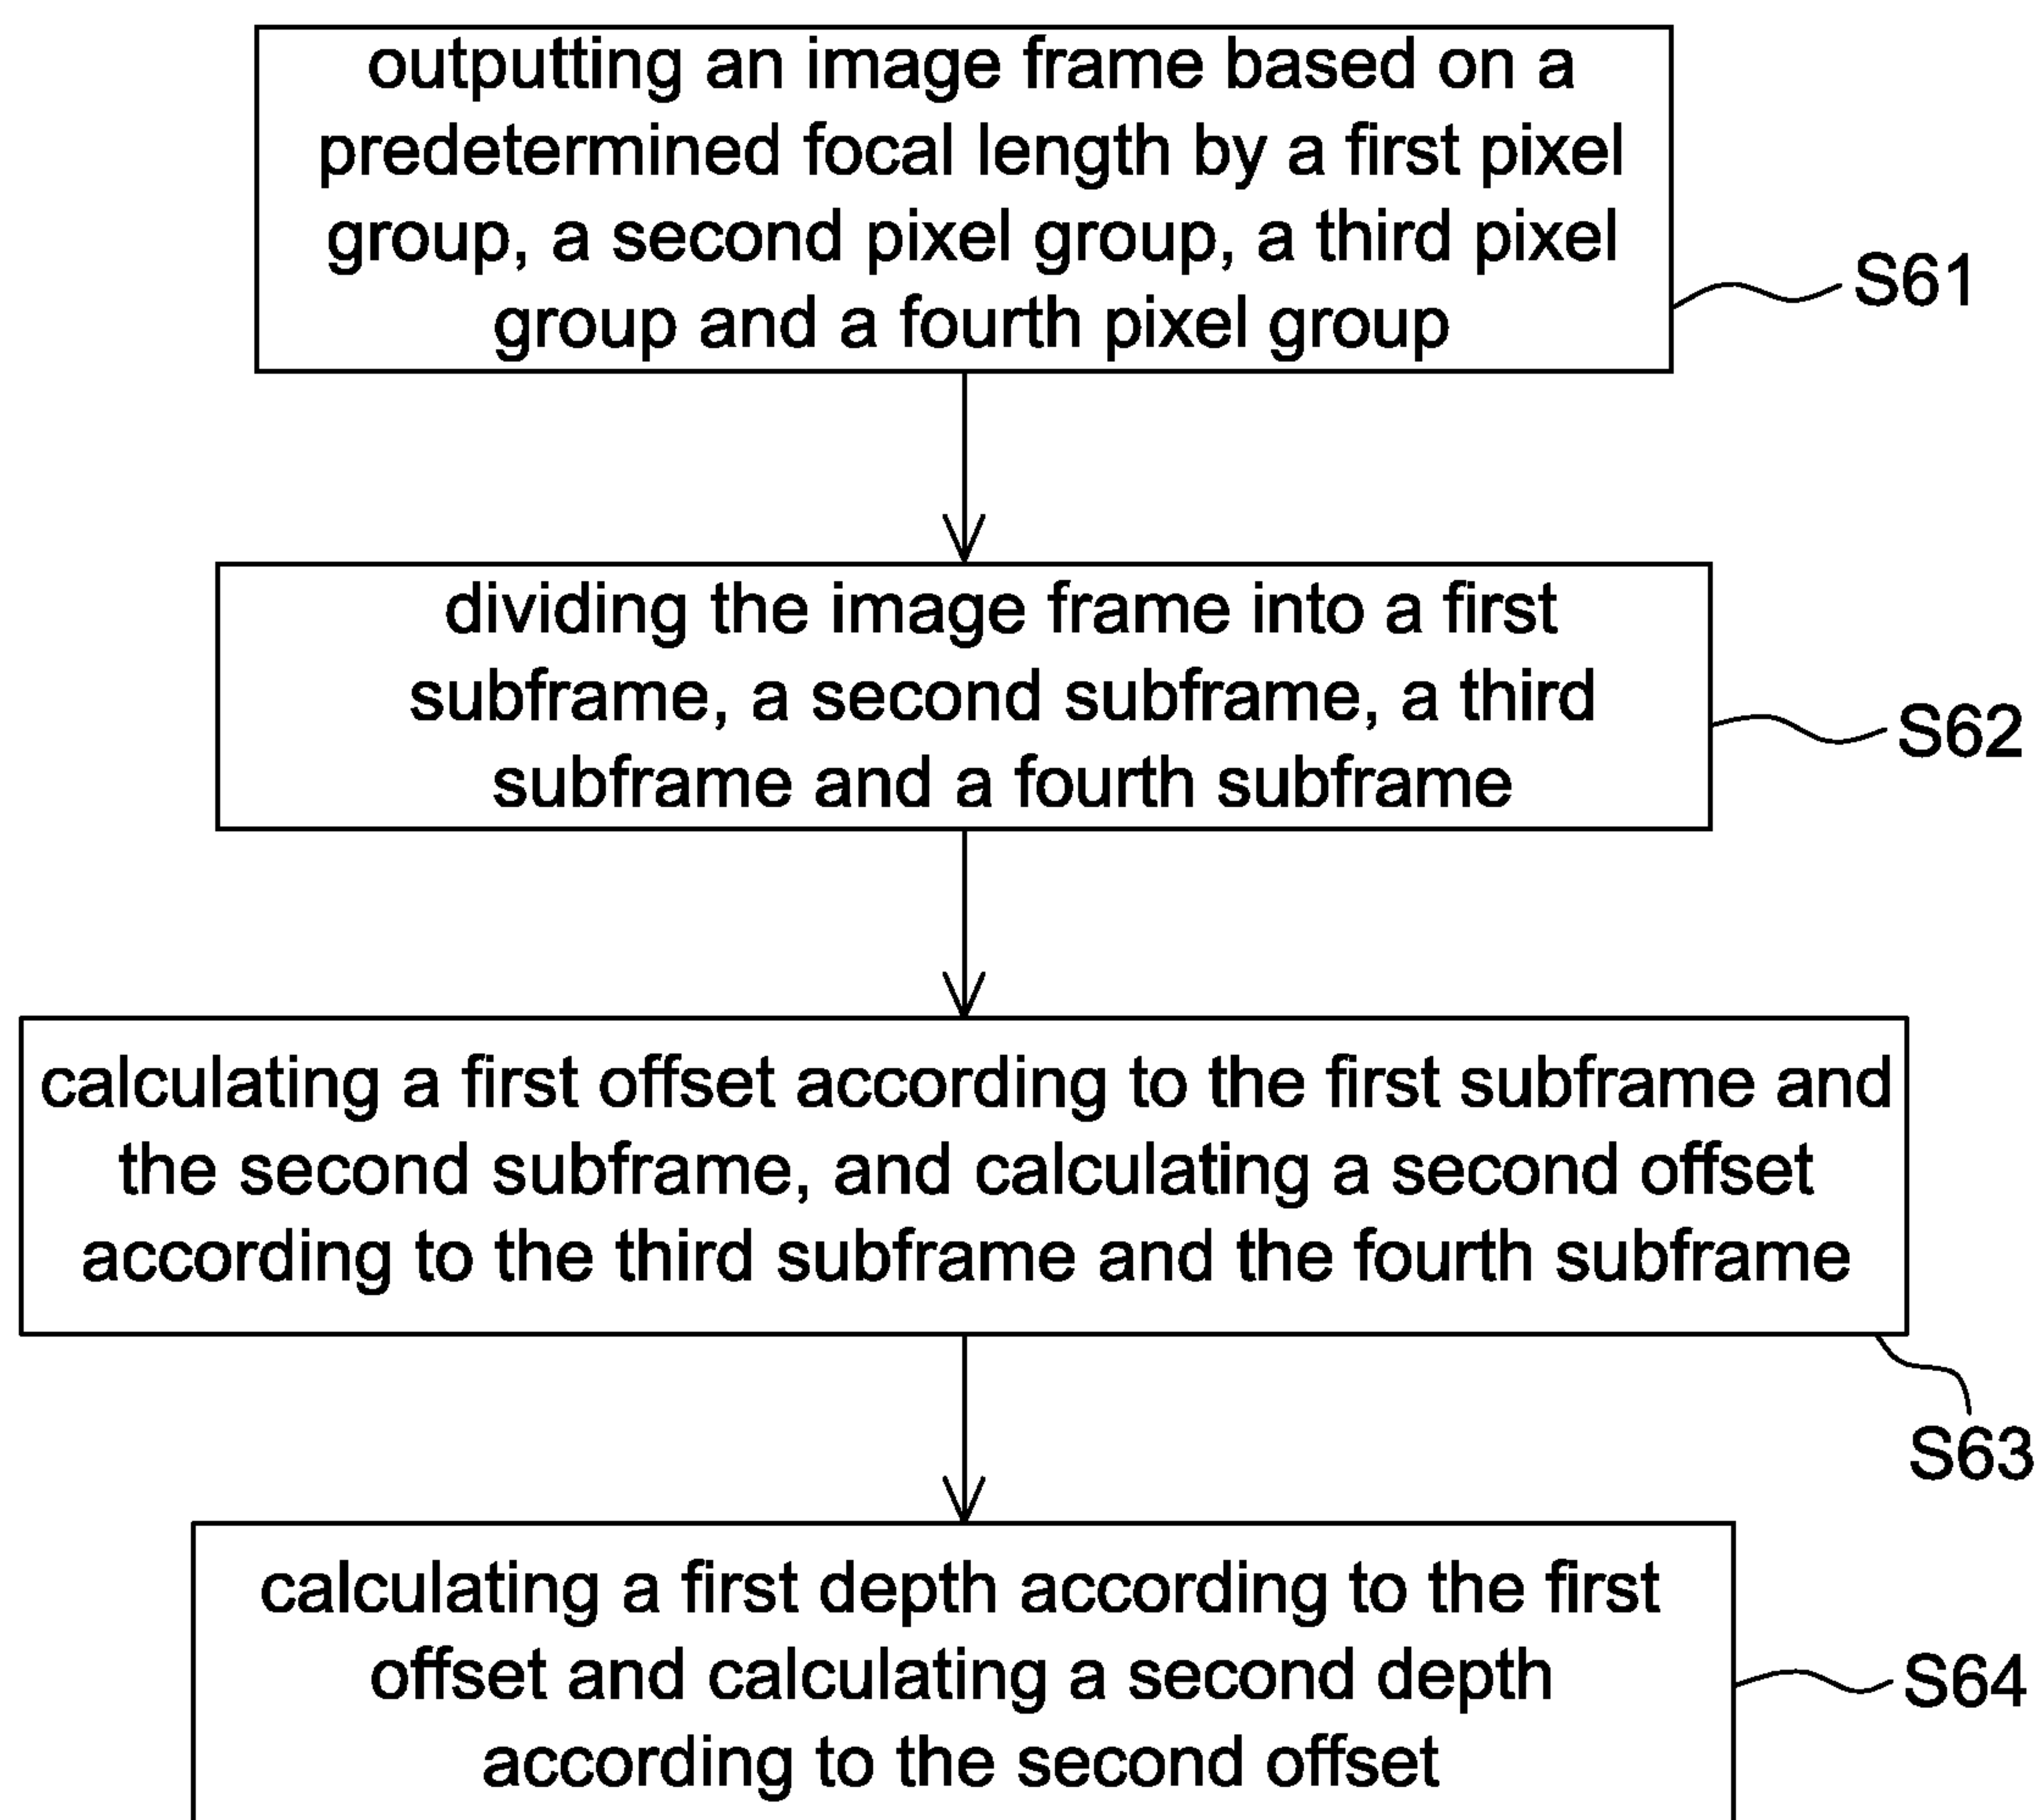 outputting an image frame based on a
predetermined focal length by a first pixel
group, a second pixel group, a third pixel
group and a fourth pixel group
S61
dividing the image frame into a first
subframe, a second subframe, a third
subframe and a fourth subframe
S62
calculating a first offset according to the first subframe and
the second subframe, and calculating a second offset
according to the third subframe and the fourth subframe
S63
calculating a first depth according to the first
offset and calculating a second depth
according to the second offset
S64